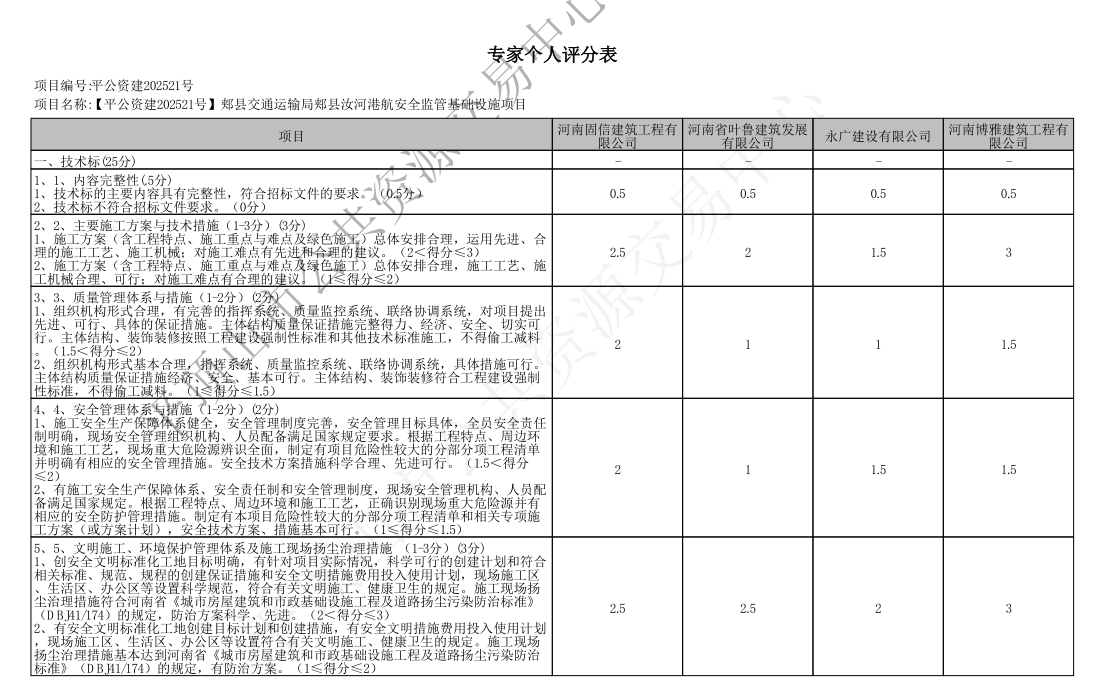 专家个人评分表
项目编号:平公资建202521号
项目名称:【平公资建202521号】郏县交通运输局郏县汝河港航安全监管基础设施项目
项目 河南固信建筑工程有限公司 河南省叶鲁建筑发展有限公司 永广建设有限公司 河南博雅建筑工程有限公司
一、技术标(25分) - - - -
1、1、内容完整性(.5分)
1、技术标的主要内容具有完整性，符合招标文件的要求。（0.5分）
2、技术标不符合招标文件要求。（0分）
0.5 0.5 0.5 0.5
2、2、主要施工方案与技术措施（1-3分）(3分)
1、施工方案（含工程特点、施工重点与难点及绿色施工）总体安排合理，运用先进、合
理的施工工艺、施工机械；对施工难点有先进和合理的建议。（2＜得分≤3）
2、施工方案（含工程特点、施工重点与难点及绿色施工）总体安排合理，施工工艺、施
工机械合理、可行；对施工难点有合理的建议。（1≤得分≤2）
2.5 2 1.5 3
3、3、质量管理体系与措施（1-2分）(2分)
1、组织机构形式合理，有完善的指挥系统、质量监控系统、联络协调系统，对项目提出
先进、可行、具体的保证措施。主体结构质量保证措施完整得力、经济、安全、切实可
行。主体结构、装饰装修按照工程建设强制性标准和其他技术标准施工，不得偷工减料
。（1.5＜得分≤2）
2、组织机构形式基本合理，指挥系统、质量监控系统、联络协调系统，具体措施可行。
主体结构质量保证措施经济、安全、基本可行。主体结构、装饰装修符合工程建设强制
性标准，不得偷工减料。（1≤得分≤1.5）
2 1 1 1.5
4、4、安全管理体系与措施（1-2分）(2分)
1、施工安全生产保障体系健全，安全管理制度完善，安全管理目标具体，全员安全责任
制明确，现场安全管理组织机构、人员配备满足国家规定要求。根据工程特点、周边环
境和施工工艺，现场重大危险源辨识全面，制定有项目危险性较大的分部分项工程清单
并明确有相应的安全管理措施。安全技术方案措施科学合理、先进可行。（1.5＜得分
≤2）
2、有施工安全生产保障体系、安全责任制和安全管理制度，现场安全管理机构、人员配
备满足国家规定。根据工程特点、周边环境和施工工艺，正确识别现场重大危险源并有
相应的安全防护管理措施。制定有本项目危险性较大的分部分项工程清单和相关专项施
工方案（或方案计划），安全技术方案、措施基本可行。（1≤得分≤1.5）
2 1 1.5 1.5
5、5、文明施工、环境保护管理体系及施工现场扬尘治理措施 （1-3分）(3分)
1、创安全文明标准化工地目标明确，有针对项目实际情况，科学可行的创建计划和符合
相关标准、规范、规程的创建保证措施和安全文明措施费用投入使用计划，现场施工区
、生活区、办公区等设置科学规范，符合有关文明施工、健康卫生的规定。施工现场扬
尘治理措施符合河南省《城市房屋建筑和市政基础设施工程及道路扬尘污染防治标准》
（DBJ41/174）的规定，防治方案科学、先进。（2＜得分≤3）
2、有安全文明标准化工地创建目标计划和创建措施，有安全文明措施费用投入使用计划
，现场施工区、生活区、办公区等设置符合有关文明施工、健康卫生的规定。施工现场
扬尘治理措施基本达到河南省《城市房屋建筑和市政基础设施工程及道路扬尘污染防治
标准》（DBJ41/174）的规定，有防治方案。（1≤得分≤2）
2.5 2.5 2 3
平顶山市公共资源交易中心
市公共资源交易中心